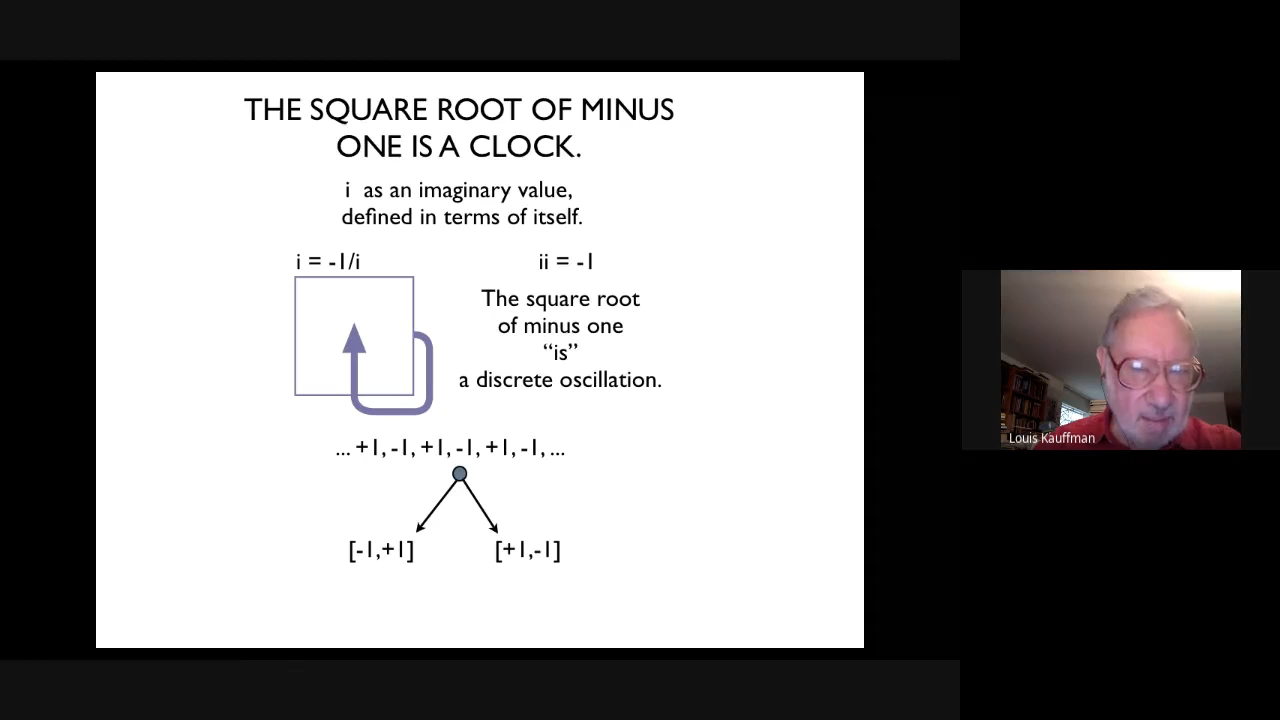 THE SQUARE ROOT OF MINUS
ONE IS A CLOCK.
i as an imaginary value,
defined in terms of itself.
i = -1/i
ii = -1
The square root
of minus one
“is”
a discrete oscillation.
... +1, -1, +1, -1, +1, -1, ...
[-1,+1]
[+1,-1]
Louis Kauffman